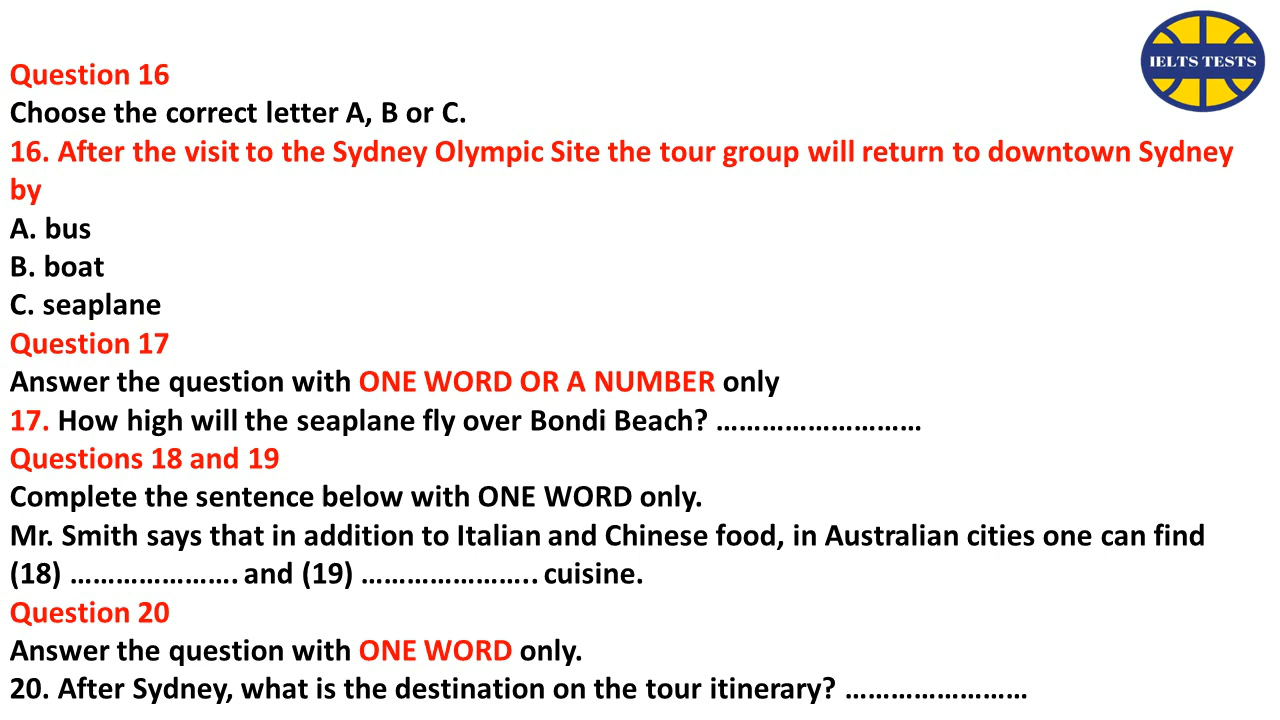 IELTS TESTS
Question 16
Choose the correct letter A, B or C.
16. After the visit to the Sydney Olympic Site the tour group will return to downtown Sydney
by
A. bus
B. boat
C. seaplane
Question 17
Answer the question with ONE WORD OR A NUMBER only
17. How high will the seaplane fly over Bondi Beach? ………………………
Questions 18 and 19
Complete the sentence below with ONE WORD only.
Mr. Smith says that in addition to Italian and Chinese food, in Australian cities one can find
(18) …………………. and (19) ………………….. cuisine.
Question 20
Answer the question with ONE WORD only.
20. After Sydney, what is the destination on the tour itinerary? ……………………